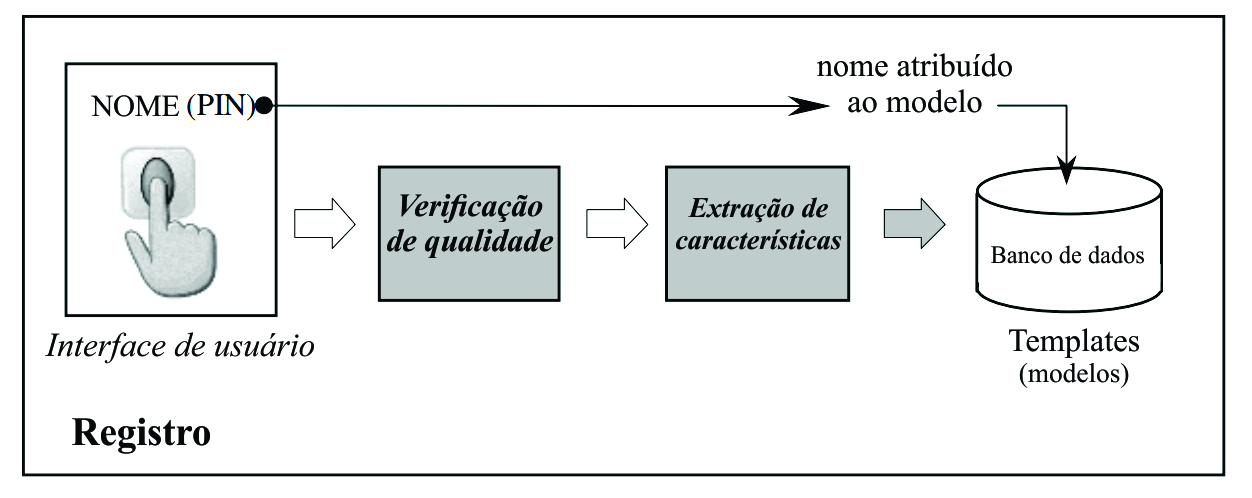 nome atribuído
ao modelo
NOME (PIN)
Verificação
de qualidade
Extração de
características
Banco de dados
Interface de usuário
Templates
(modelos)
Registro